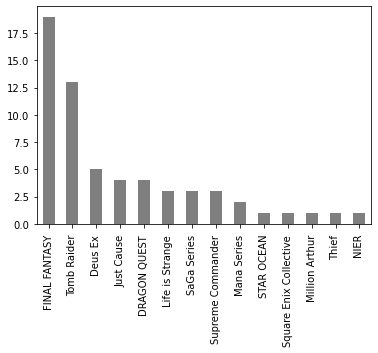 17.5
15.0
12.5
10.0
7.5
5.0
2.5
0.0
FINAL FANTASY
Tomb Raider
Deus Ex
Just Cause
DRAGON QUEST
Life is Strange
SaGa Series
Supreme Commander
Mana Series
STAR OCEAN
Square Enix Collective
Million Arthur
Thief
NIER